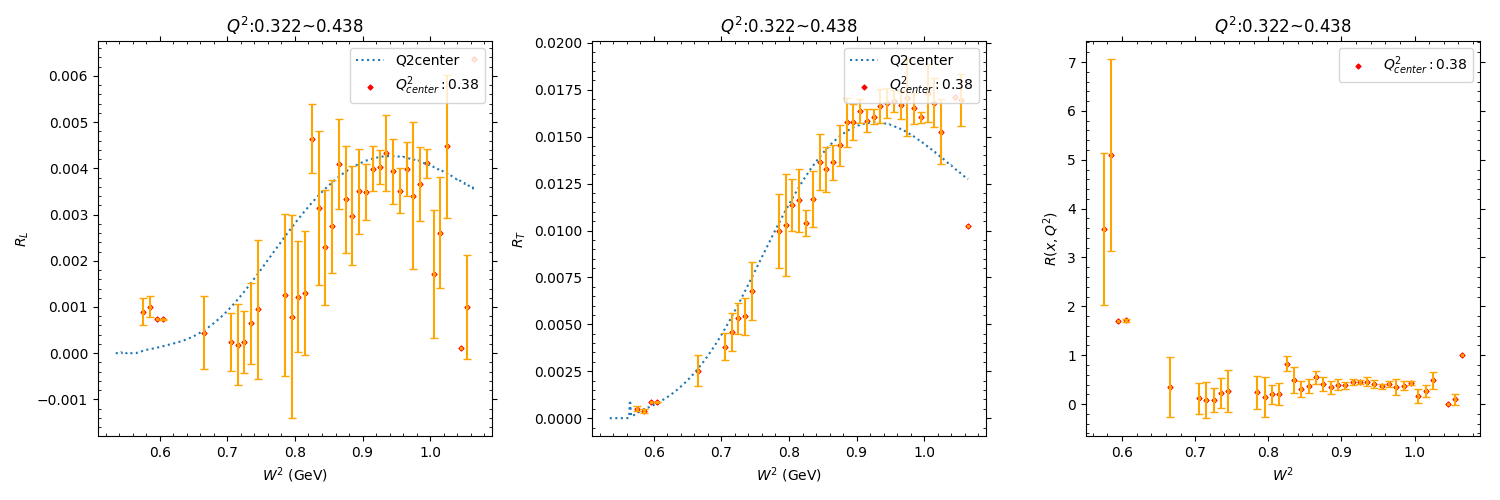 Q²:0.322~0.438
Q2center
Q²center : 0.38
0.006
0.005
0.004
0.003
0.002
0.001
0.000
−0.001
R_L
0.6 0.7 0.8 0.9 1.0
W² (GeV)
Q²:0.322~0.438
Q2center
Q²center : 0.38
0.0200
0.0175
0.0150
0.0125
0.0100
0.0075
0.0050
0.0025
0.0000
R_T
0.6 0.7 0.8 0.9 1.0
W² (GeV)
Q²:0.322~0.438
Q²center : 0.38
7
6
5
4
3
2
1
0
R(x, Q²)
0.6 0.7 0.8 0.9 1.0
W²